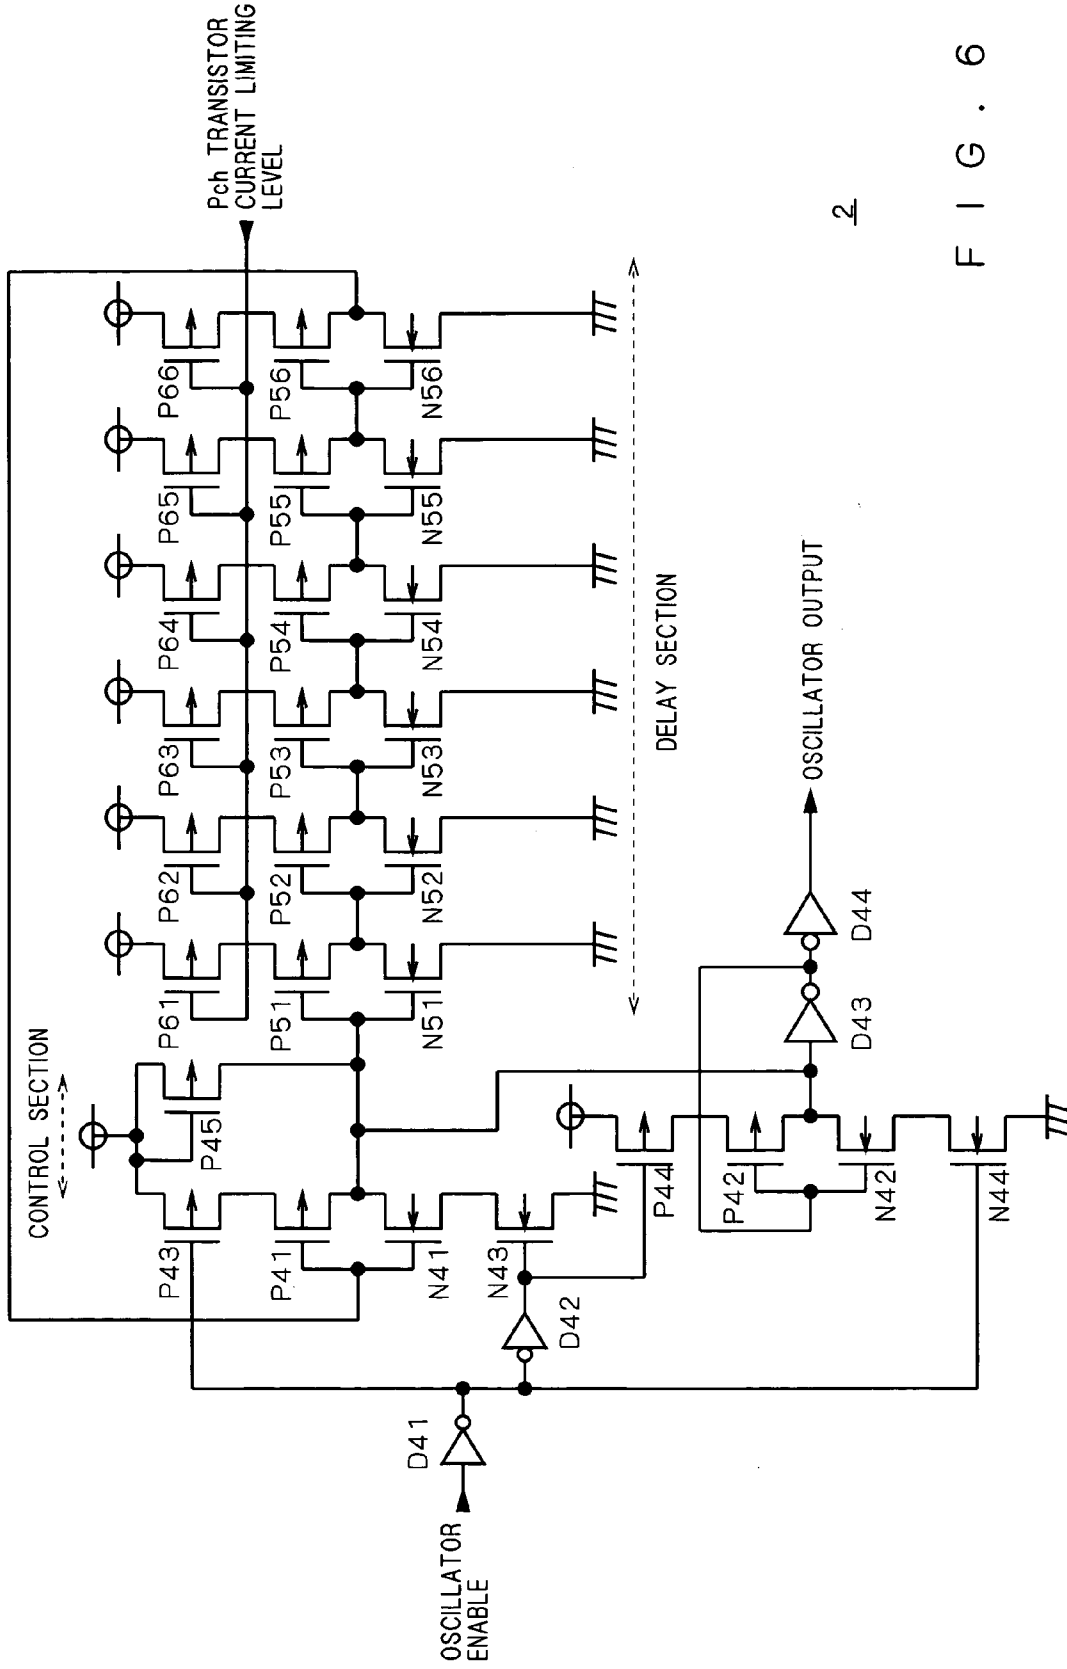 Pch TRANSISTOR
CURRENT LIMITING
LEVEL
CONTROL SECTION
P61
P62
P63
P64
P65
P66
P43
P45
P41
P51
P52
P53
P54
P55
P56
N41
N51
N52
N53
N54
N55
N56
N43
DELAY SECTION
OSCILLATOR
ENABLE
D41
D42
P44
P42
N42
N44
D43
D44
OSCILLATOR OUTPUT
2
FIG. 6